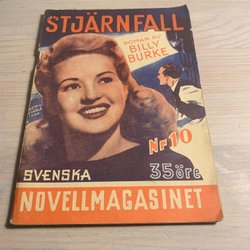 STJÄRNFALL
ROMAN av
BILLY
BURKE
Nr 10
SVENSKA
35 öre
NOVELLMAGASINET